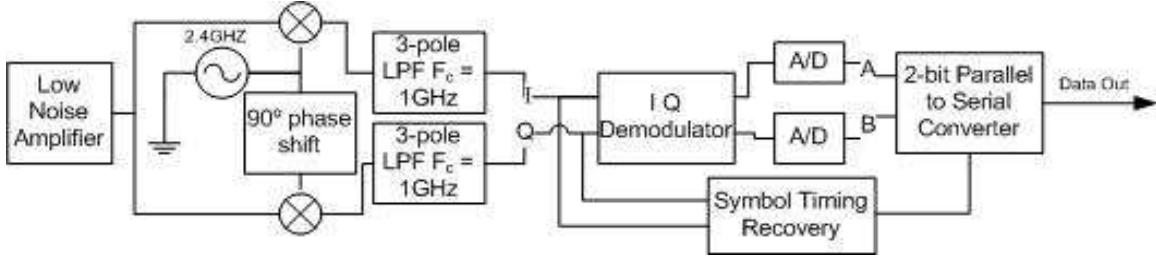 Low
Noise
Amplifier
2.4GHZ
90º phase
shift
3-pole
LPF Fc =
1GHz
3-pole
LPF Fc =
1GHz
I
Q
I Q
Demodulator
A/D
A/D
A
B
2-bit Parallel
to Serial
Converter
Data Out
Symbol Timing
Recovery